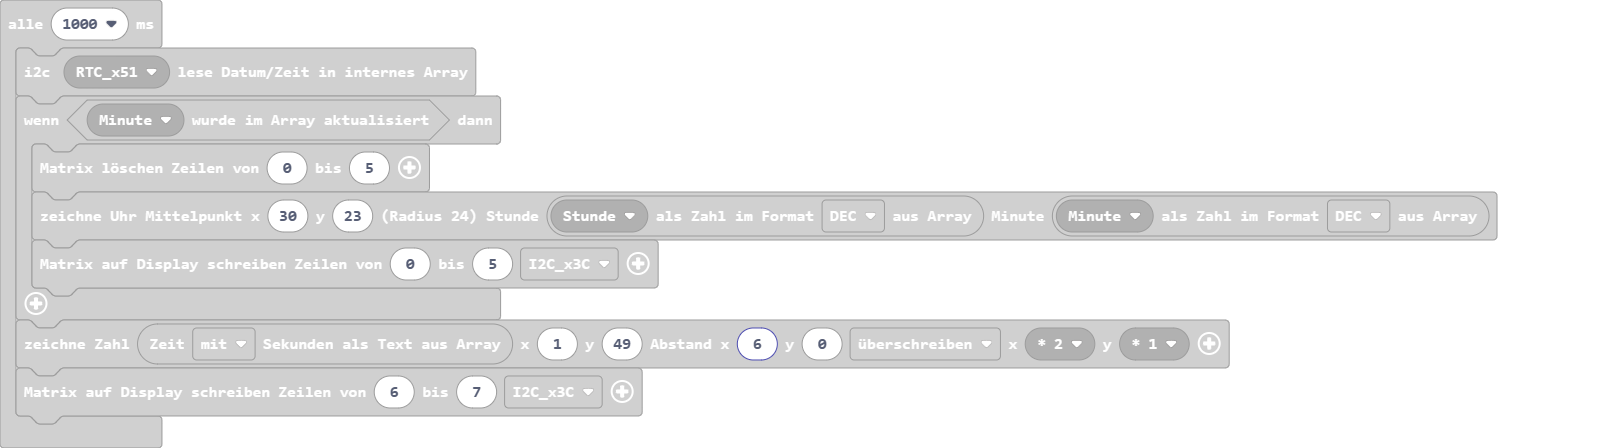 alle 1000 ms
i2c RTC_x51 lese Datum/Zeit in internes Array
wenn Minute wurde im Array aktualisiert dann
Matrix löschen Zeilen von 0 bis 5
zeichne Uhr Mittelpunkt x 30 y 23 (Radius 24) Stunde Stunde als Zahl im Format DEC aus Array Minute Minute als Zahl im Format DEC aus Array
Matrix auf Display schreiben Zeilen von 0 bis 5 I2C_x3C
zeichne Zahl Zeit mit Sekunden als Text aus Array x 1 y 49 Abstand x 6 y 0 überschreiben x * 2 y * 1
Matrix auf Display schreiben Zeilen von 6 bis 7 I2C_x3C